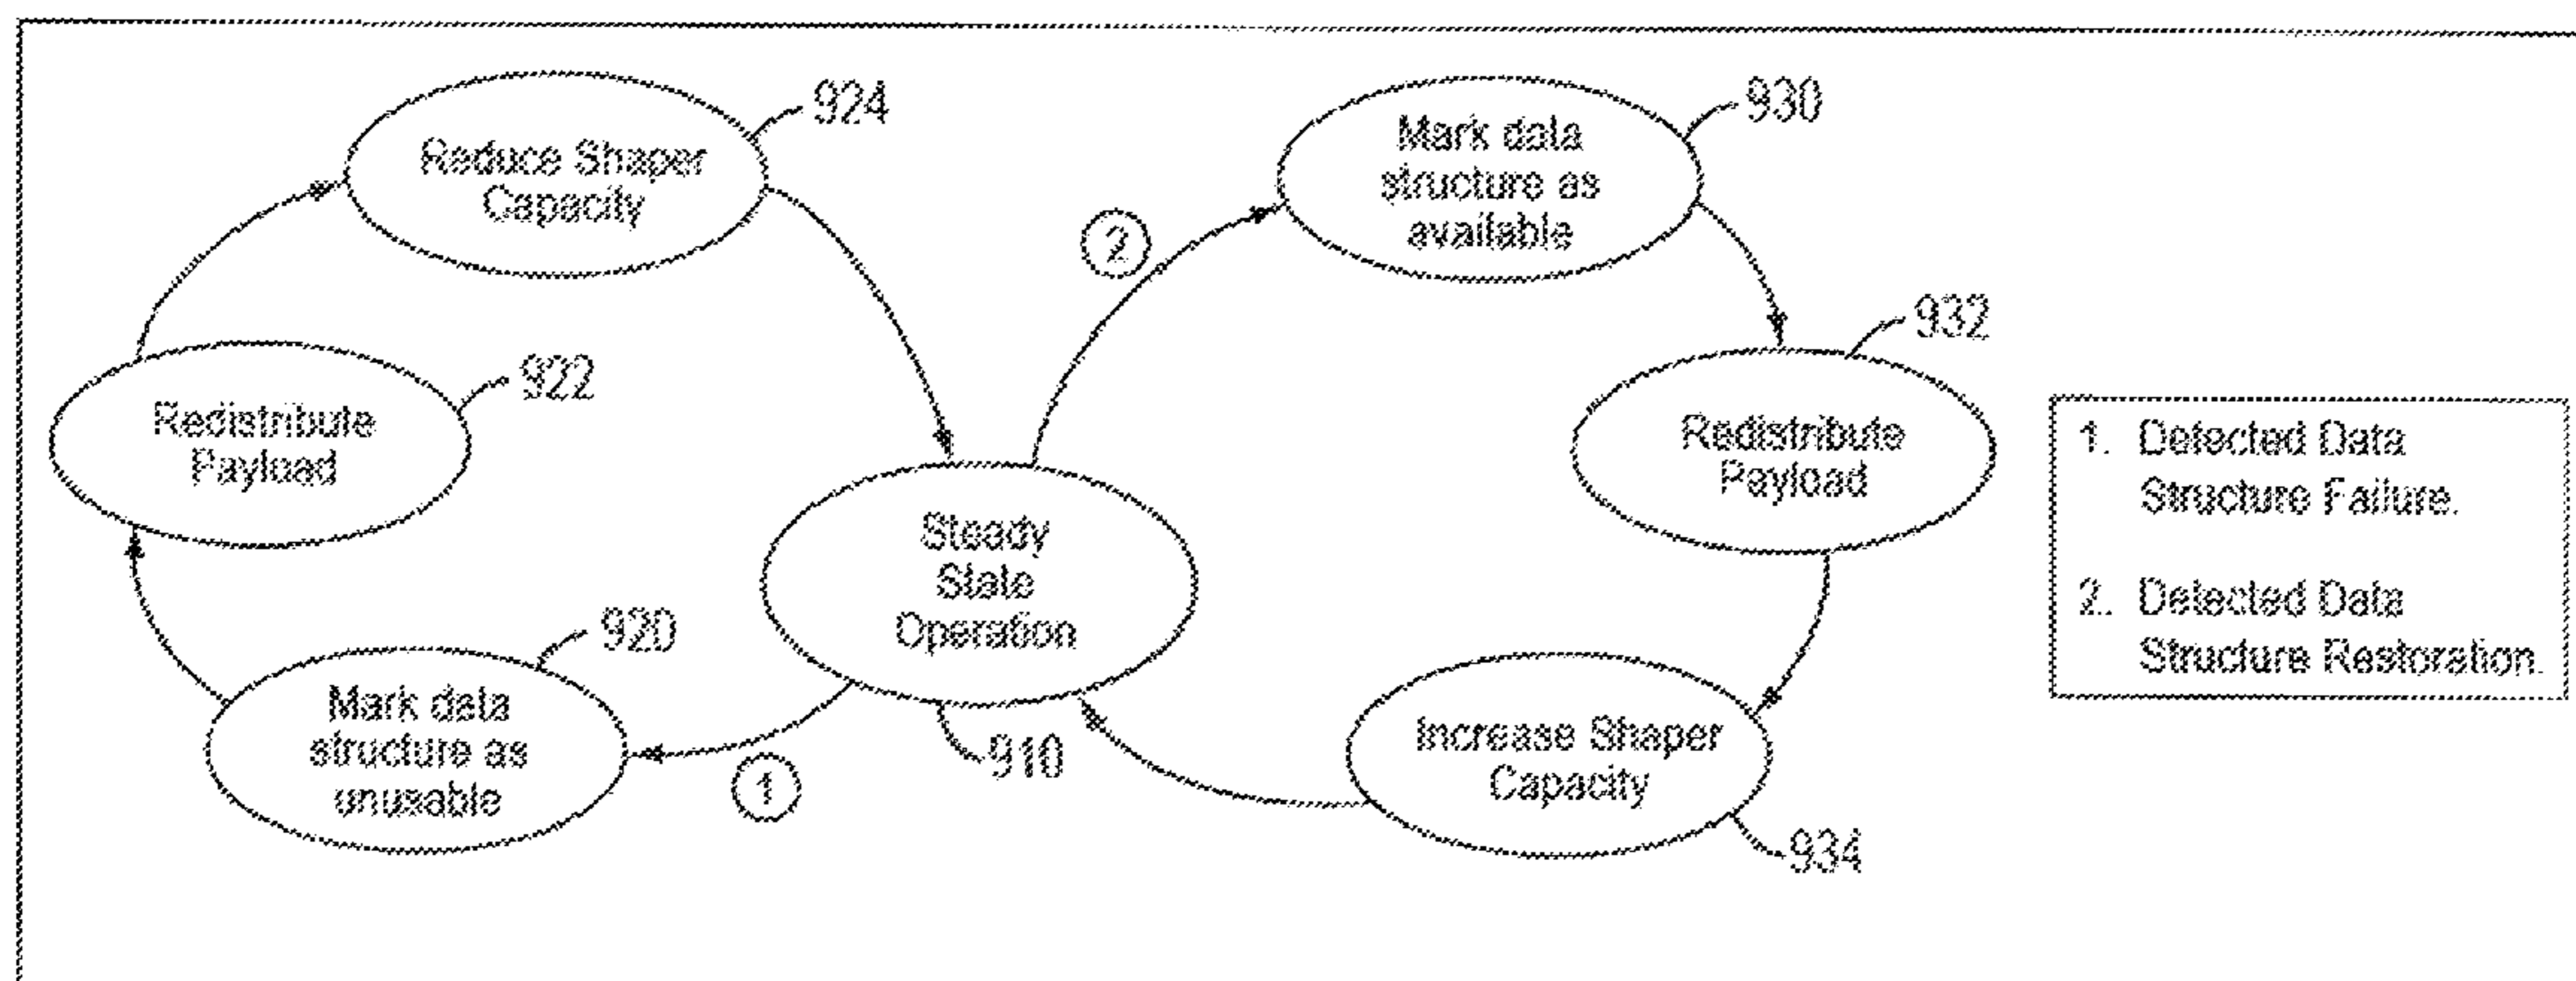 924
Reduce Shaper
Capacity
930
Mark data
structure as
available
2
932
Redistribute
Payload
922
Redistribute
Payload
1. Detected Data
Structure Failure.
2. Detected Data
Structure Restoration.
Steady
State
Operation
910
920
Mark data
structure as
unusable
1
Increase Shaper
Capacity
934